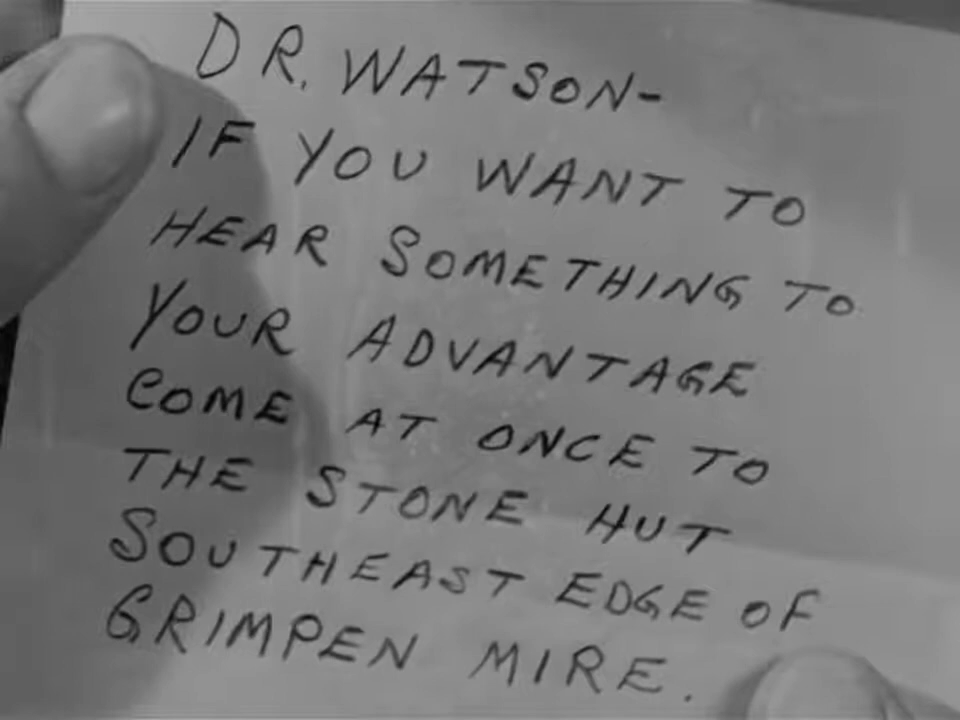 DR. WATSON-
IF YOU WANT TO
HEAR SOMETHING TO
YOUR ADVANTAGE
COME AT ONCE TO
THE STONE HUT
SOUTHEAST EDGE OF
GRIMPEN MIRE.